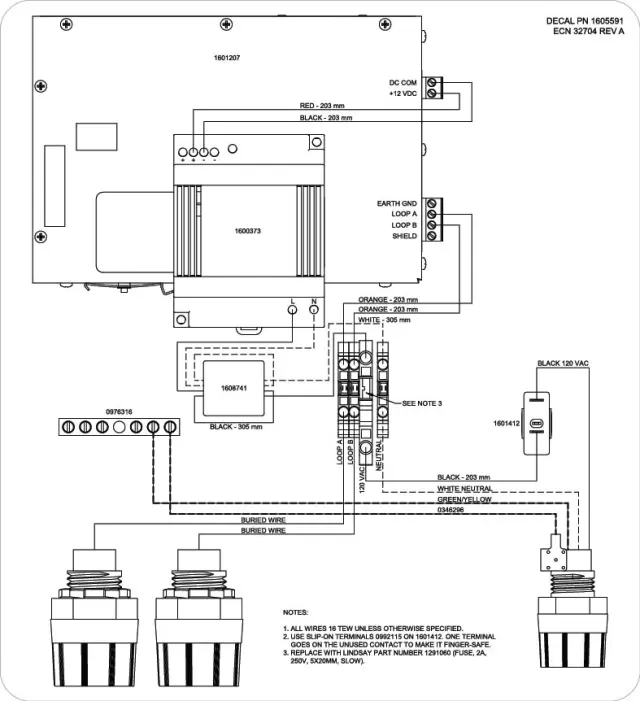 DECAL PN 1605591
ECN 32704 REV A
1601207
DC COM
+12 VDC
RED - 203 mm
BLACK - 203 mm
+ + - -
EARTH GND
LOOP A
LOOP B
SHIELD
1600373
L N
ORANGE - 203 mm
ORANGE - 203 mm
WHITE - 305 mm
BLACK 120 VAC
1608741
SEE NOTE 3
0976316
BLACK - 305 mm
1601412
LOOP A
LOOP B
120 VAC
NEUTRAL
BLACK - 203 mm
WHITE NEUTRAL
GREEN/YELLOW
0346296
BURIED WIRE
BURIED WIRE
NOTES:
1. ALL WIRES 16 TEW UNLESS OTHERWISE SPECIFIED.
2. USE SLIP-ON TERMINALS 0992115 ON 1601412. ONE TERMINAL
GOES ON THE UNUSED CONTACT TO MAKE IT FINGER-SAFE.
3. REPLACE WITH LINDSAY PART NUMBER 1291060 (FUSE, 2A,
250V, 5X20MM, SLOW).